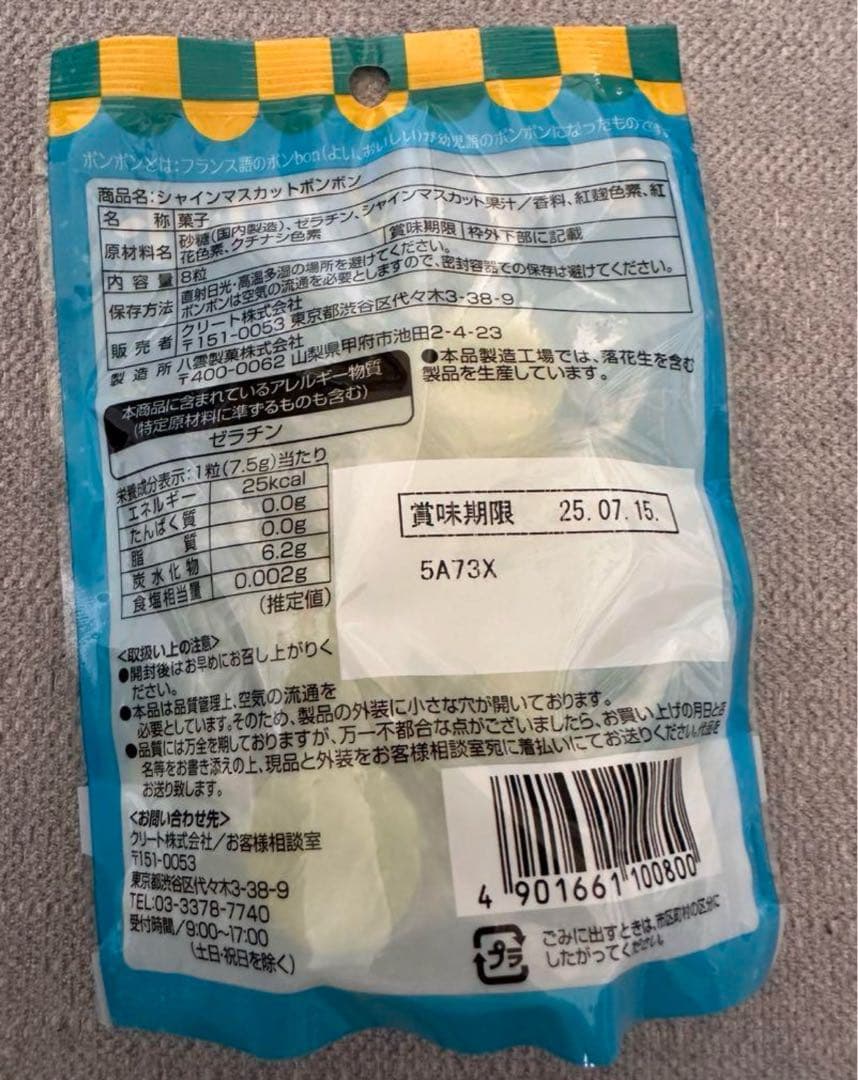 ボンボンとは:フランス語のボンbon(よい、おいしい)が幼児語のボンボンになったものです。
商品名:シャインマスカットボンボン
名称 菓子
原材料名 砂糖(国内製造)、ゼラチン、シャインマスカット果汁/香料、紅麹色素、紅
花色素、クチナシ色素
賞味期限 枠外下部に記載
内容量 8粒
保存方法 直射日光・高温多湿の場所を避けてください。
ボンボンは空気の流通を必要としますので、密封容器での保存は避けてください。
販売者 クリート株式会社
〒151-0053 東京都渋谷区代々木3-38-9
製造所 八雲製菓株式会社
〒400-0062 山梨県甲府市池田2-4-23
●本品製造工場では、落花生を含む
製品を生産しています。
本商品に含まれているアレルギー物質
(特定原材料に準ずるものも含む)
ゼラチン
栄養成分表示:1粒(7.5g)当たり
エネルギー 25kcal
たんぱく質 0.0g
脂質 0.0g
炭水化物 6.2g
食塩相当量 0.002g
(推定値)
賞味期限 25.07.15.
5A73X
<取扱い上の注意>
●開封後はお早めにお召し上がりく
ださい。
●本品は品質管理上、空気の流通を
必要としています。そのため、製品の外装に小さな穴が開いております。
●品質には万全を期しておりますが、万一不都合な点がございましたら、お買い上げの月日と店
名等をお書き添えの上、現品と外装をお客様相談室宛に着払いにてお送りください。代品を
お送り致します。
<お問い合わせ先>
クリート株式会社/お客様相談室
〒151-0053
東京都渋谷区代々木3-38-9
TEL:03-3378-7740
受付時間/9:00~17:00
(土日・祝日を除く)
4 901661 100800
プラ
ごみに出すときは、市区町村の区分に
したがってください。